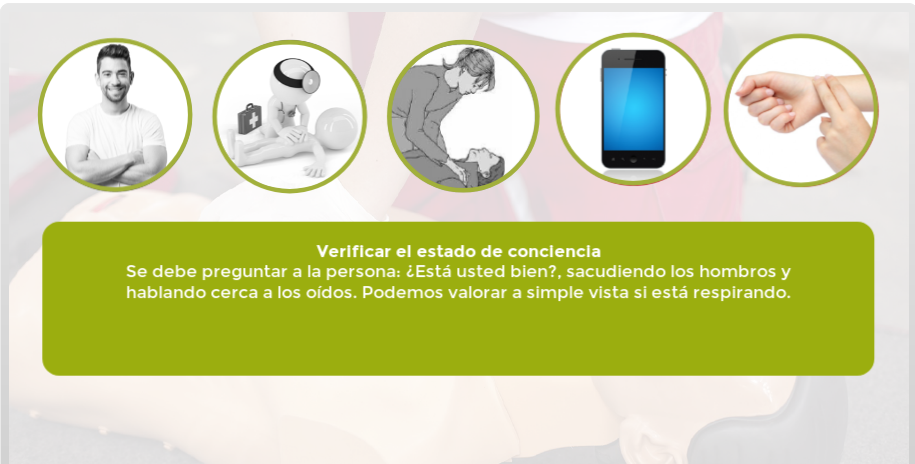 Verificar el estado de conciencia
Se debe preguntar a la persona: ¿Está usted bien?, sacudiendo los hombros y
hablando cerca a los oídos. Podemos valorar a simple vista si está respirando.